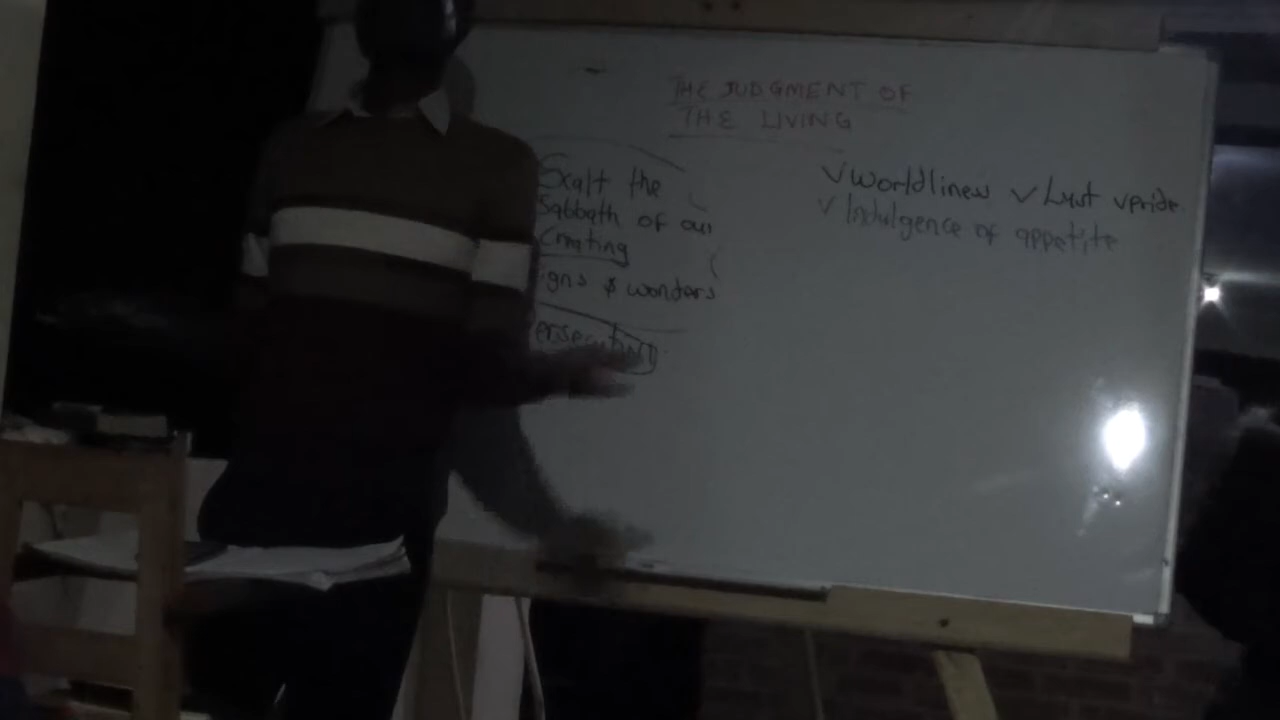 THE JUDGMENT OF
THE LIVING
Exalt the
Sabbath of our
Creating
igns & wonders
ersecution
√ Worldliness √ Lust √ pride
√ Indulgence of appetite